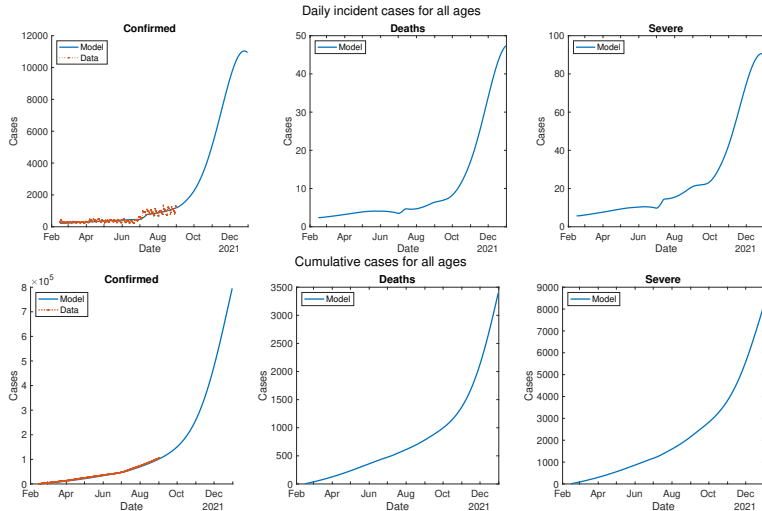 Daily incident cases for all ages
Confirmed
12000
10000
8000
6000
4000
2000
0
Cases
Model
Data
Feb Apr Jun Aug Oct Dec
Date 2021
Deaths
50
40
30
20
10
0
Cases
Model
Feb Apr Jun Aug Oct Dec
Date 2021
Severe
100
80
60
40
20
0
Cases
Model
Feb Apr Jun Aug Oct Dec
Date 2021
Cumulative cases for all ages
Confirmed
×10^5
8
7
6
5
4
3
2
1
0
Cases
Model
Data
Feb Apr Jun Aug Oct Dec
Date 2021
Deaths
3500
3000
2500
2000
1500
1000
500
0
Cases
Model
Feb Apr Jun Aug Oct Dec
Date 2021
Severe
9000
8000
7000
6000
5000
4000
3000
2000
1000
0
Cases
Model
Feb Apr Jun Aug Oct Dec
Date 2021